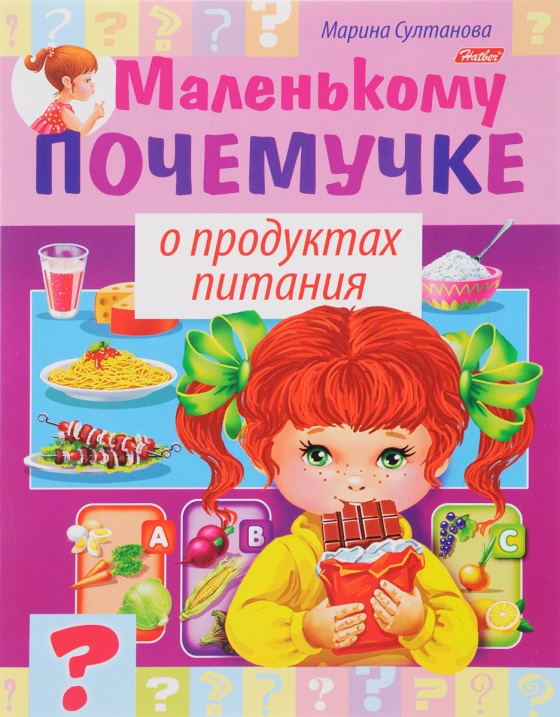 Марина Султанова
Hatber
Маленькому
ПОЧЕМУЧКЕ
о продуктах
питания
A
B
C